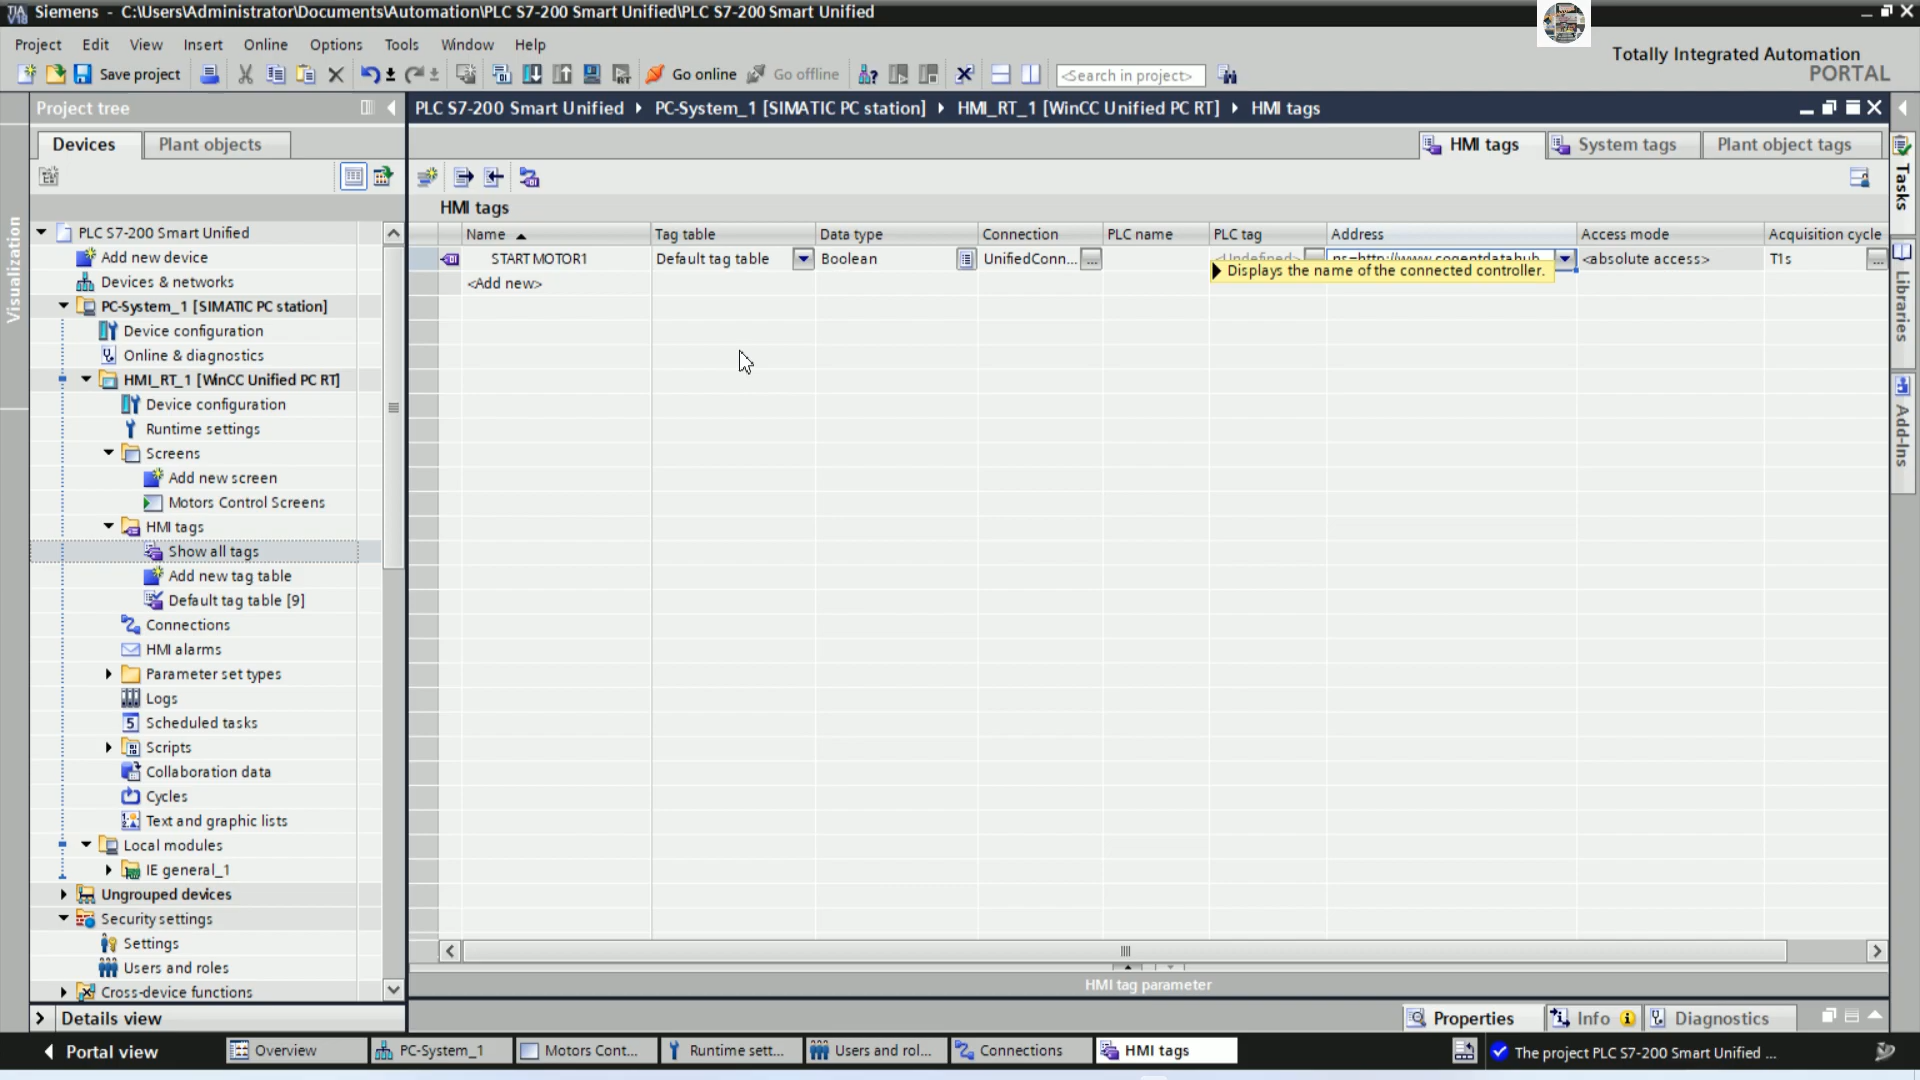 Siemens - C:\Users\Administrator\Documents\Automation\PLC S7-200 Smart Unified\PLC S7-200 Smart Unified
Project Edit View Insert Online Options Tools Window Help
Totally Integrated Automation
PORTAL
Save project
Go online
Go offline
<Search in project>
Project tree
PLC S7-200 Smart Unified
PC-System_1 [SIMATIC PC station]
HMI_RT_1 [WinCC Unified PC RT]
HMI tags
Devices
Plant objects
HMI tags
System tags
Plant object tags
HMI tags
Name
Tag table
Data type
Connection
PLC name
PLC tag
Address
Access mode
Acquisition cycle
START MOTOR1
Default tag table
Boolean
UnifiedConn...
<Undefined>
ns=http://www.cogentdatahub
<absolute access>
T1s
Displays the name of the connected controller.
<Add new>
PLC S7-200 Smart Unified
Add new device
Devices & networks
PC-System_1 [SIMATIC PC station]
Device configuration
Online & diagnostics
HMI_RT_1 [WinCC Unified PC RT]
Device configuration
Runtime settings
Screens
Add new screen
Motors Control Screens
HMI tags
Show all tags
Add new tag table
Default tag table [9]
Connections
HMI alarms
Parameter set types
Logs
Scheduled tasks
Scripts
Collaboration data
Cycles
Text and graphic lists
Local modules
IE general_1
Ungrouped devices
Security settings
Settings
Users and roles
Cross-device functions
Details view
Visualization
Tasks
Libraries
Add-Ins
HMI tag parameter
Properties
Info
Diagnostics
Portal view
Overview
PC-System_1
Motors Cont...
Runtime sett...
Users and rol...
Connections
HMI tags
The project PLC S7-200 Smart Unified ...